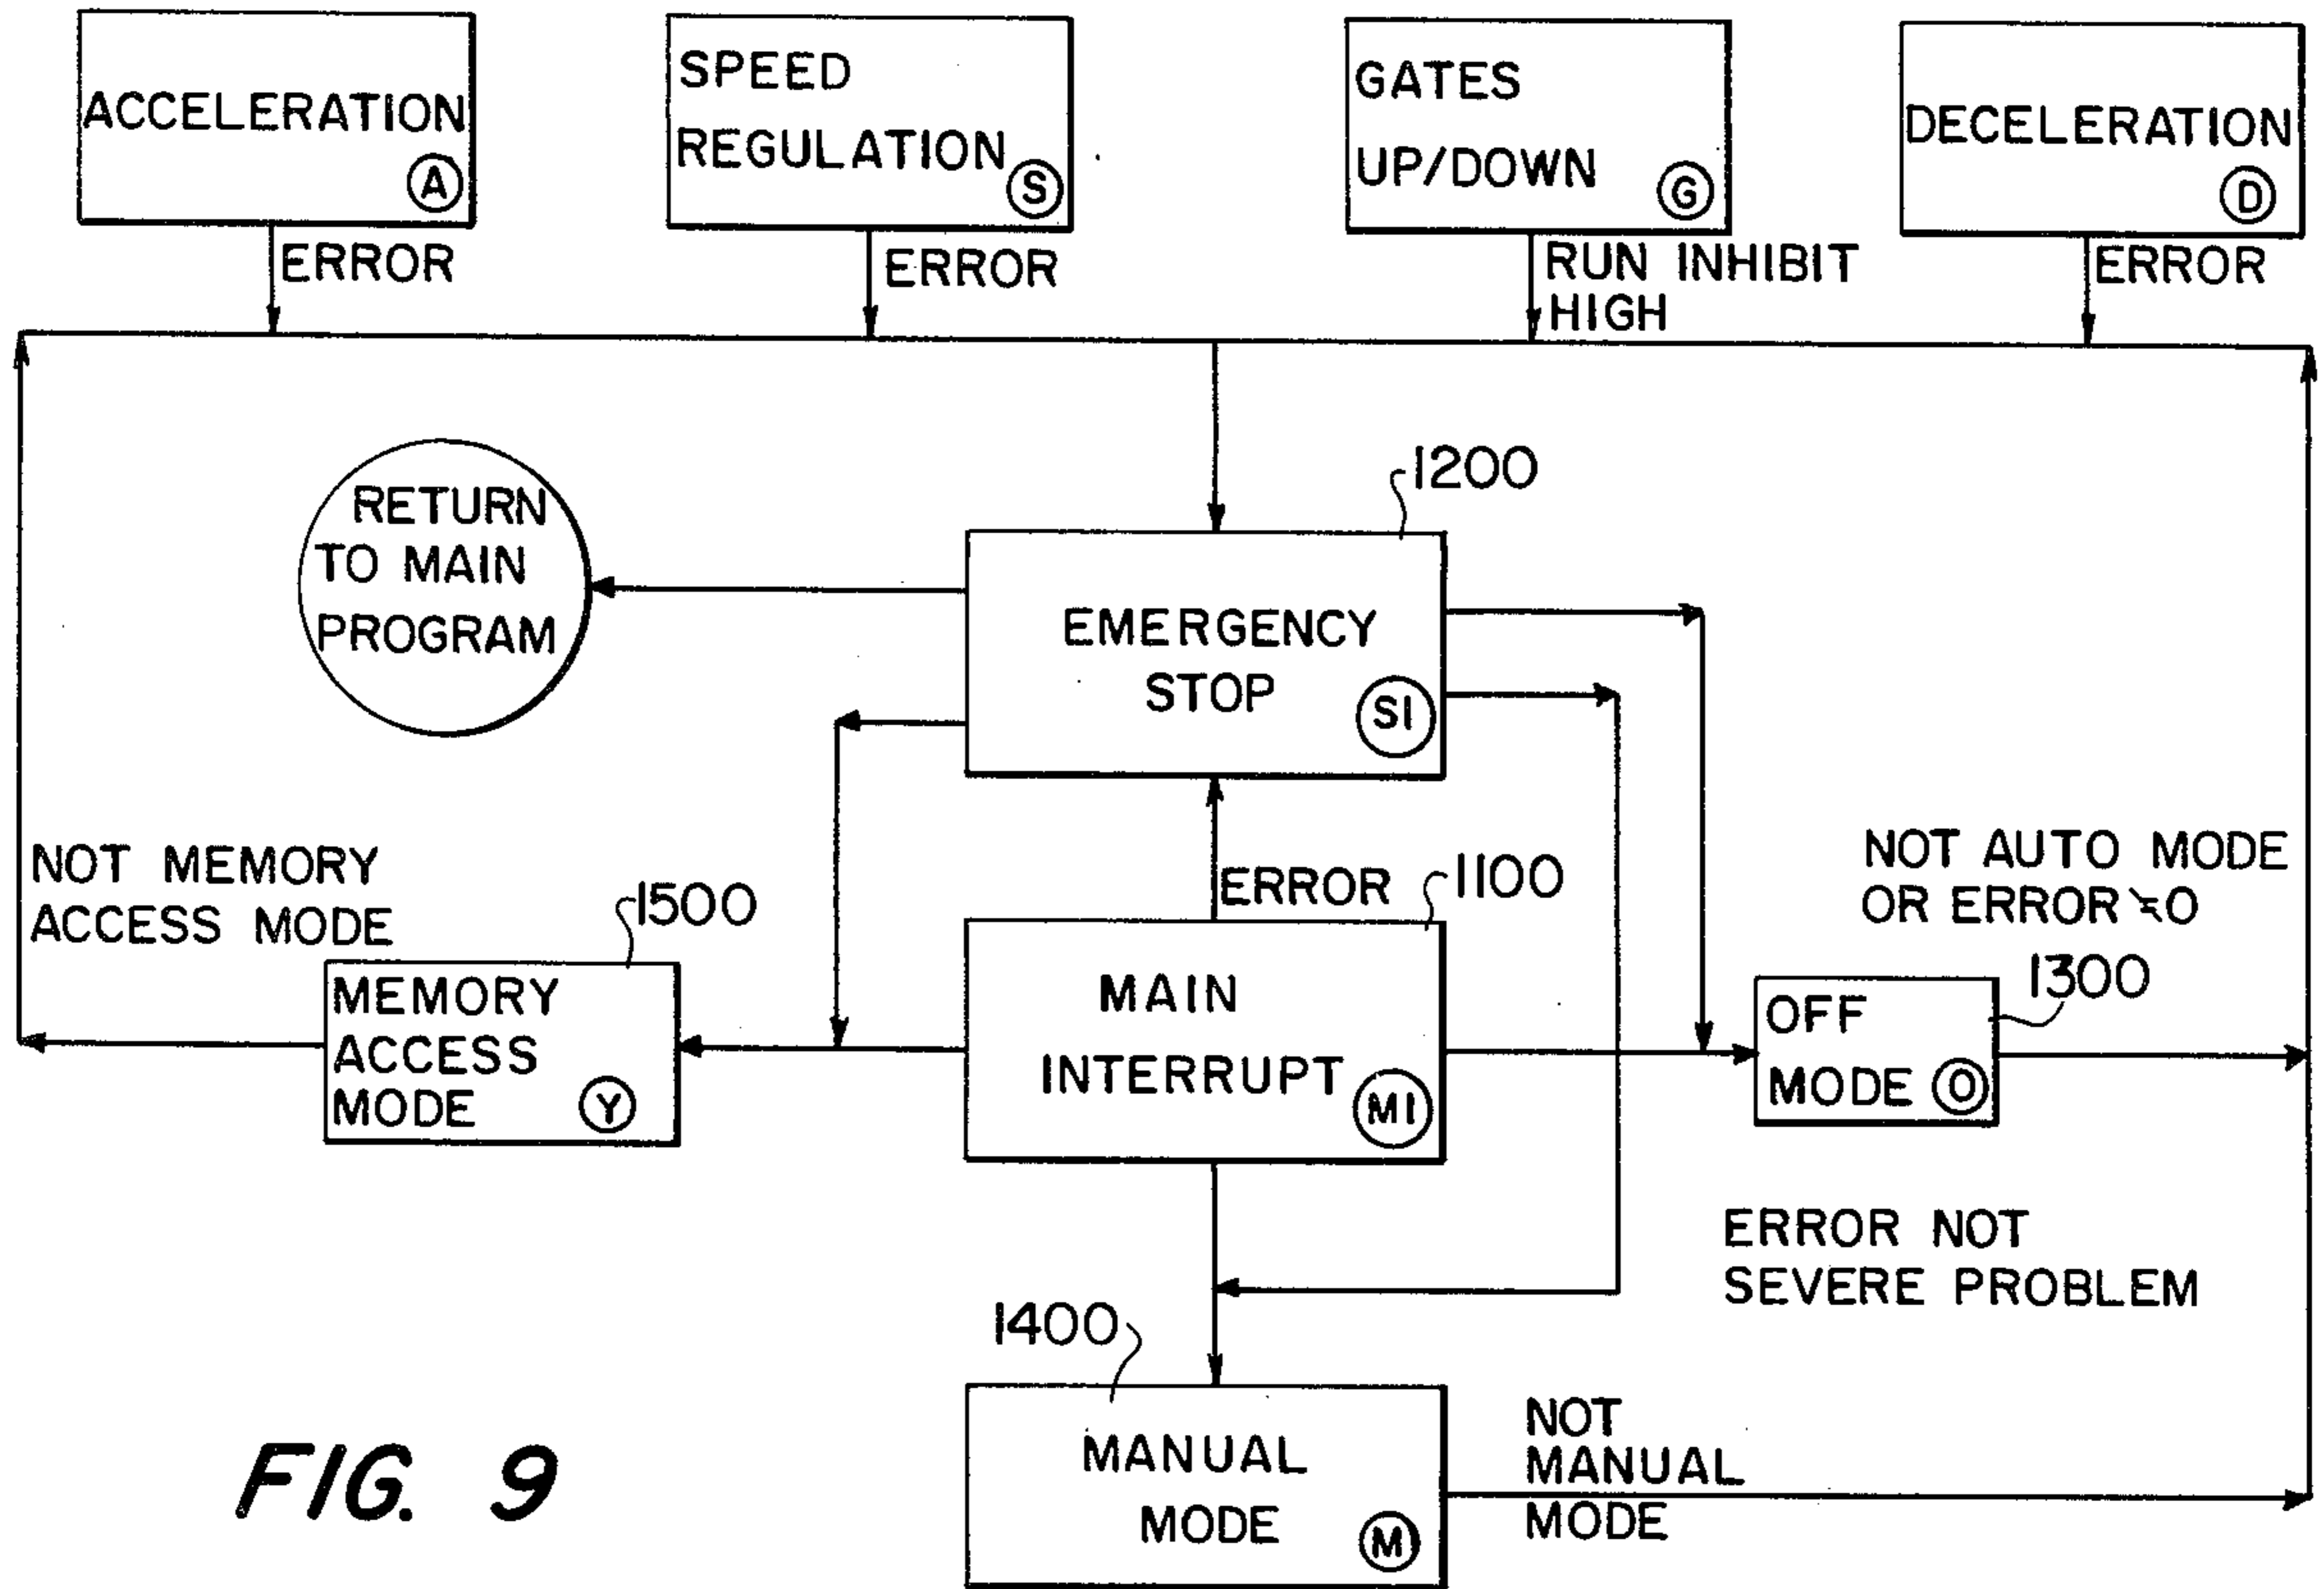 ACCELERATION
A
SPEED
REGULATION
S
GATES
UP/DOWN
G
DECELERATION
D
ERROR
ERROR
RUN INHIBIT
HIGH
ERROR
RETURN
TO MAIN
PROGRAM
1200
EMERGENCY
STOP
S1
NOT MEMORY
ACCESS MODE
1500
MEMORY
ACCESS
MODE
Y
ERROR
1100
MAIN
INTERRUPT
M1
NOT AUTO MODE
OR ERROR ≠0
1300
OFF
MODE
O
ERROR NOT
SEVERE PROBLEM
1400
MANUAL
MODE
M
NOT
MANUAL
MODE
FIG. 9